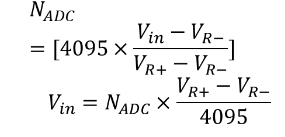 N_ADC
= [4095 × (V_in − V_R−) / (V_R+ − V_R−)]
V_in = N_ADC × (V_R+ − V_R−) / 4095